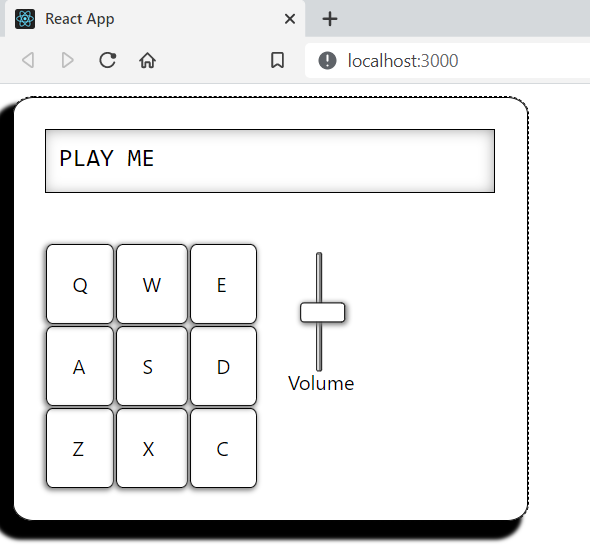 React App
localhost:3000
PLAY ME
Q W E
A S D
Volume
Z X C